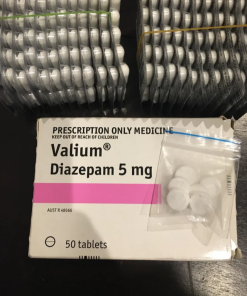 PRESCRIPTION ONLY MEDICINE
KEEP OUT OF REACH OF CHILDREN
Valium®
Diazepam 5 mg
50 tablets